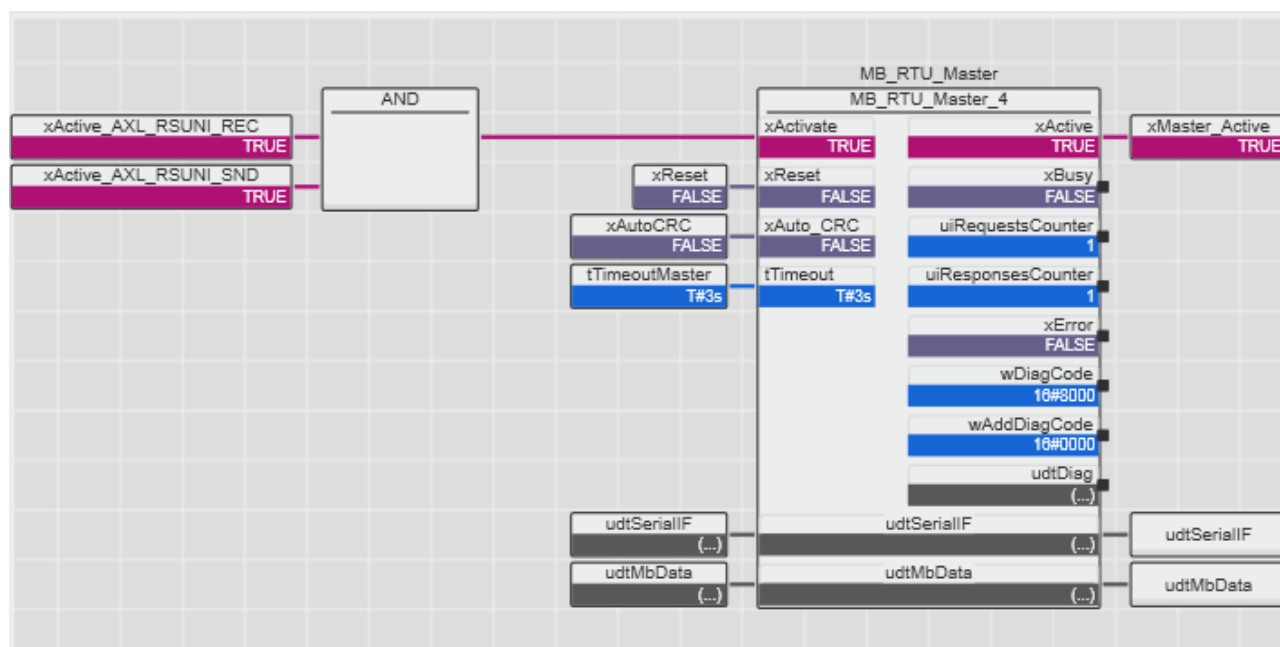 MB_RTU_Master
AND
MB_RTU_Master_4
xActive_AXL_RSUNI_REC
TRUE
xActive_AXL_RSUNI_SND
TRUE
xActivate
TRUE
xActive
TRUE
xMaster_Active
TRUE
xReset
FALSE
xReset
FALSE
xBusy
FALSE
xAutoCRC
FALSE
xAuto_CRC
FALSE
uiRequestsCounter
1
tTimeoutMaster
T#3s
tTimeout
T#3s
uiResponsesCounter
1
xError
FALSE
wDiagCode
16#8000
wAddDiagCode
16#0000
udtDiag
(...)
udtSerialIF
(...)
udtSerialIF
(...)
udtSerialIF
udtMbData
(...)
udtMbData
(...)
udtMbData